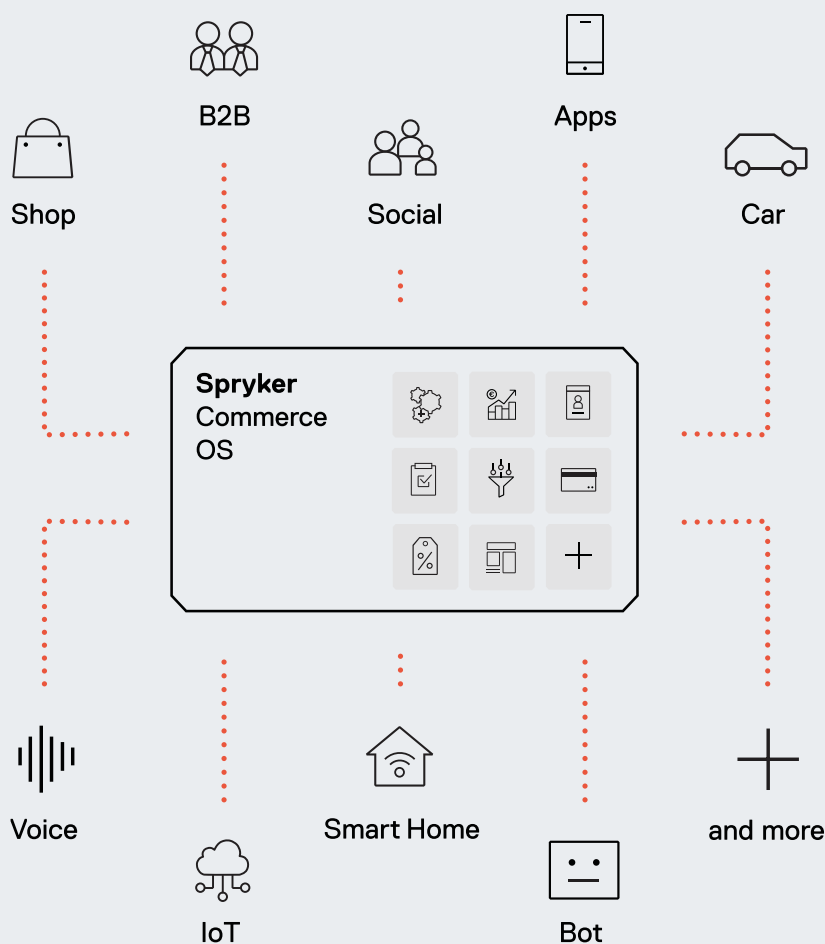 B2B
Apps
Shop
Social
Car
Spryker
Commerce
OS
Voice
Smart Home
and more
IoT
Bot